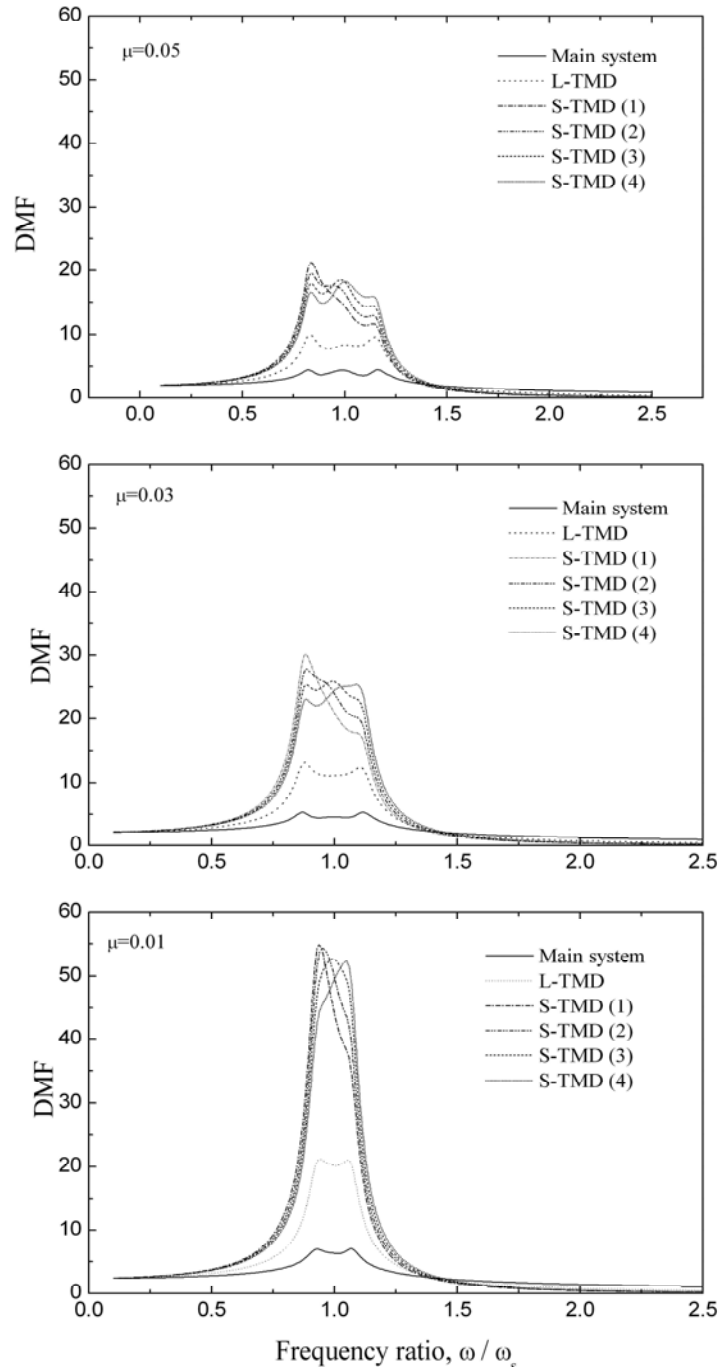 60
μ=0.05
Main system
L-TMD
50
S-TMD (1)
S-TMD (2)
40
S-TMD (3)
S-TMD (4)
DMF
30
20
10
0
0.0 0.5 1.0 1.5 2.0 2.5
60
μ=0.03
Main system
50
L-TMD
S-TMD (1)
S-TMD (2)
40
S-TMD (3)
S-TMD (4)
DMF
30
20
10
0
0.0 0.5 1.0 1.5 2.0 2.5
60
μ=0.01
Main system
L-TMD
50
S-TMD (1)
S-TMD (2)
40
S-TMD (3)
S-TMD (4)
DMF
30
20
10
0
0.0 0.5 1.0 1.5 2.0 2.5
Frequency ratio, ω / ωs